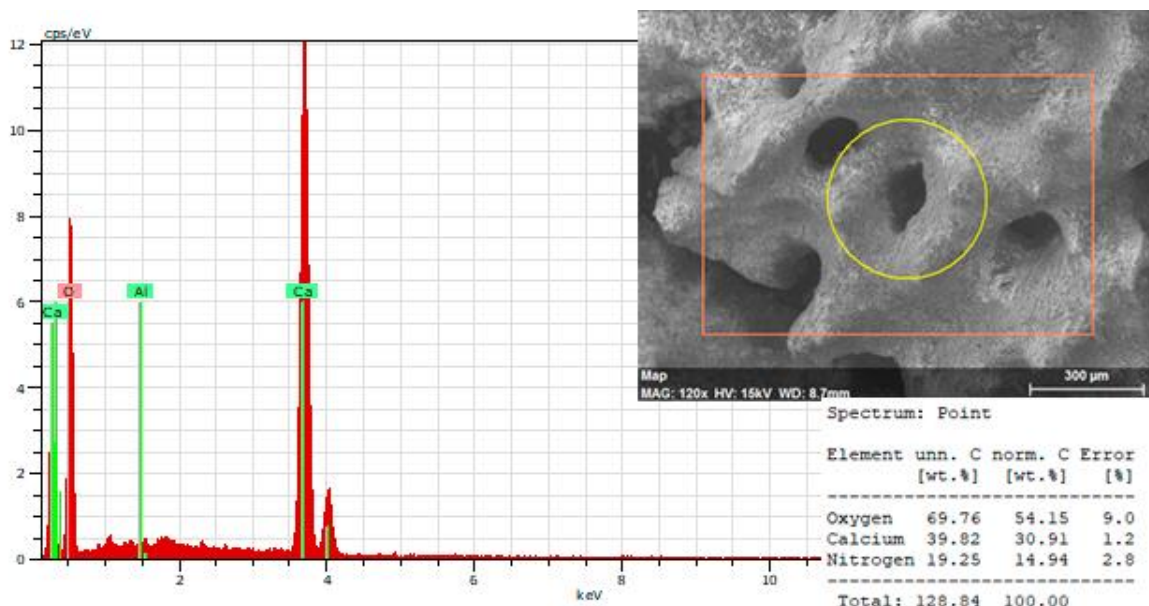 cps/eV
12
10
8
6
4
2
0
Ca
O
Al
Ca
2
4
6
8
10
keV
Map
MAG: 120x HV: 15kV WD: 8.7mm
300 µm
Spectrum: Point
Element unn. C norm. C Error
[wt.%] [wt.%] [%]
Oxygen 69.76 54.15 9.0
Calcium 39.82 30.91 1.2
Nitrogen 19.25 14.94 2.8
Total: 128.84 100.00